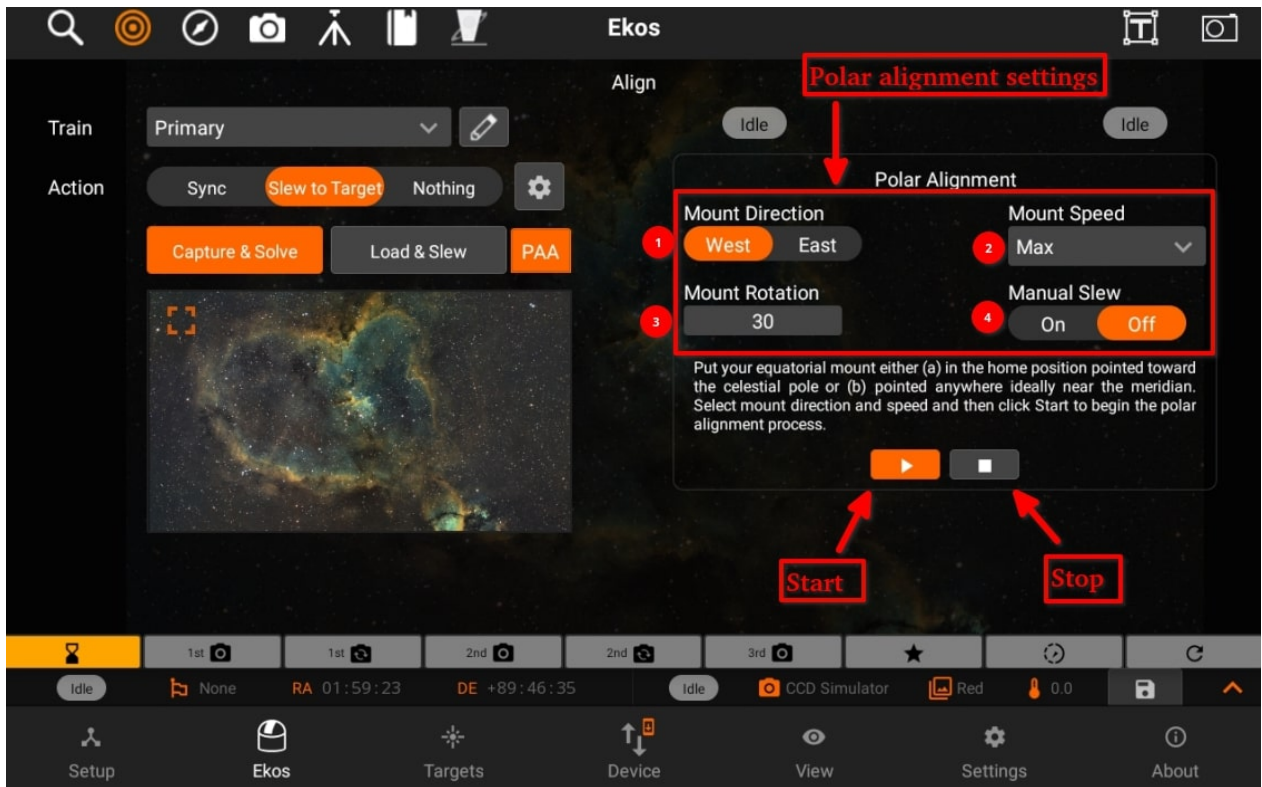 Ekos
Align
Polar alignment settings
Train
Primary
Idle
Idle
Action
Sync
Slew to Target
Nothing
Polar Alignment
Mount Direction
Mount Speed
1
West
East
2
Max
Capture & Solve
Load & Slew
PAA
Mount Rotation
Manual Slew
3
30
4
On
Off
Put your equatorial mount either (a) in the home position pointed toward
the celestial pole or (b) pointed anywhere ideally near the meridian.
Select mount direction and speed and then click Start to begin the polar
alignment process.
Start
Stop
1st
1st
2nd
2nd
3rd
Idle
None
RA 01:59:23
DE +89:46:35
Idle
CCD Simulator
Red
0.0
Setup
Ekos
Targets
Device
View
Settings
About